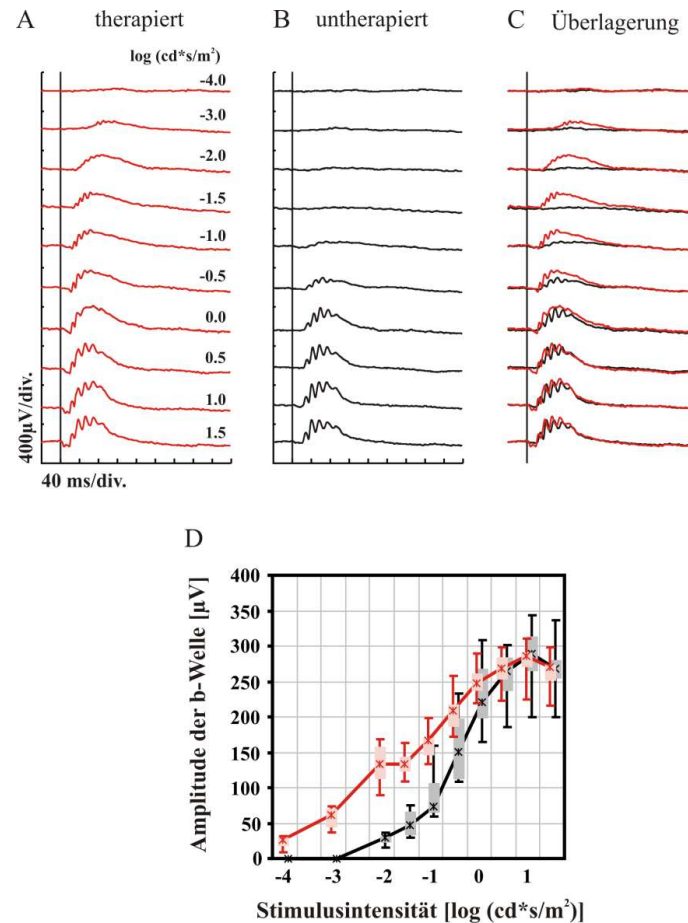 A therapiert
B untherapiert
C Überlagerung
log (cd*s/m²)
-4.0
-3.0
-2.0
-1.5
-1.0
-0.5
0.0
0.5
1.0
1.5
400µV/div.
40 ms/div.
D
Amplitude der b-Welle [µV]
400
350
300
250
200
150
100
50
0
-4 -3 -2 -1 0 1
Stimulusintensität [log (cd*s/m²)]